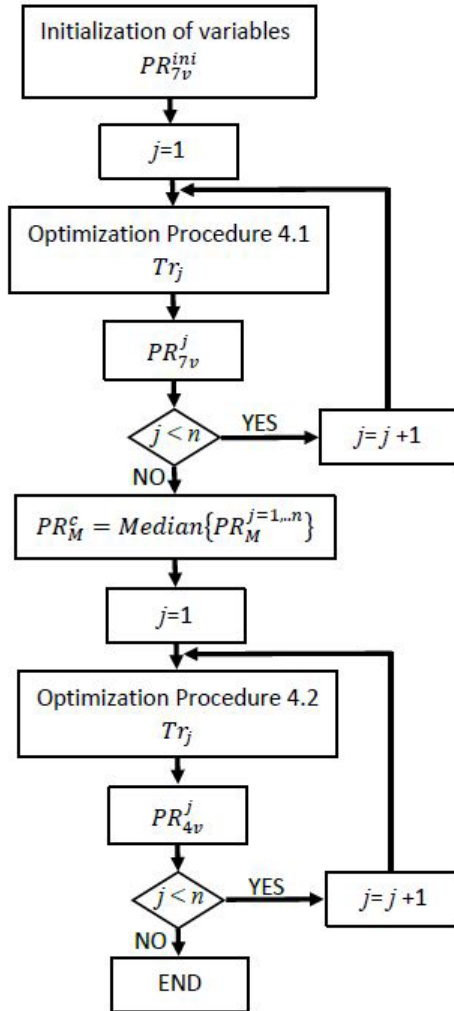 Initialization of variables
$PR_{7v}^{ini}$
j=1
Optimization Procedure 4.1
$Tr_j$
$PR_{7v}^{j}$
j < n
YES
j= j +1
NO
$PR_M^c = Median\{PR_M^{j=1,..n}\}$
j=1
Optimization Procedure 4.2
$Tr_j$
$PR_{4v}^{j}$
j < n
YES
j= j +1
NO
END